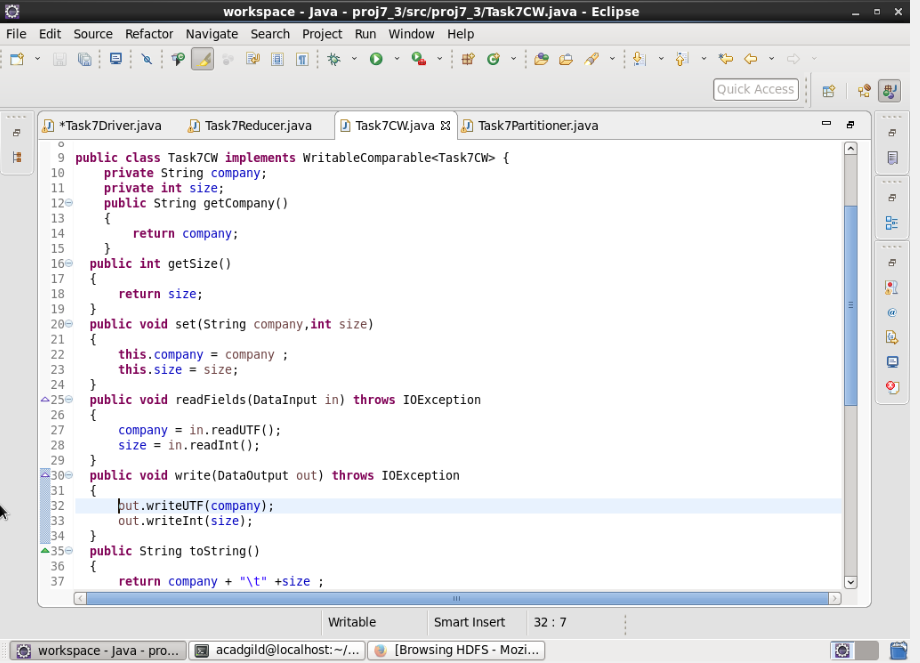 workspace - Java - proj7_3/src/proj7_3/Task7CW.java - Eclipse
File Edit Source Refactor Navigate Search Project Run Window Help
Quick Access
*Task7Driver.java Task7Reducer.java Task7CW.java Task7Partitioner.java
8
9 public class Task7CW implements WritableComparable<Task7CW> {
10 private String company;
11 private int size;
12 public String getCompany()
13 {
14 return company;
15 }
16 public int getSize()
17 {
18 return size;
19 }
20 public void set(String company,int size)
21 {
22 this.company = company ;
23 this.size = size;
24 }
25 public void readFields(DataInput in) throws IOException
26 {
27 company = in.readUTF();
28 size = in.readInt();
29 }
30 public void write(DataOutput out) throws IOException
31 {
32 out.writeUTF(company);
33 out.writeInt(size);
34 }
35 public String toString()
36 {
37 return company + "\t" +size ;
Writable Smart Insert 32 : 7
workspace - Java - pro... acadgild@localhost:~/... [Browsing HDFS - Mozi...